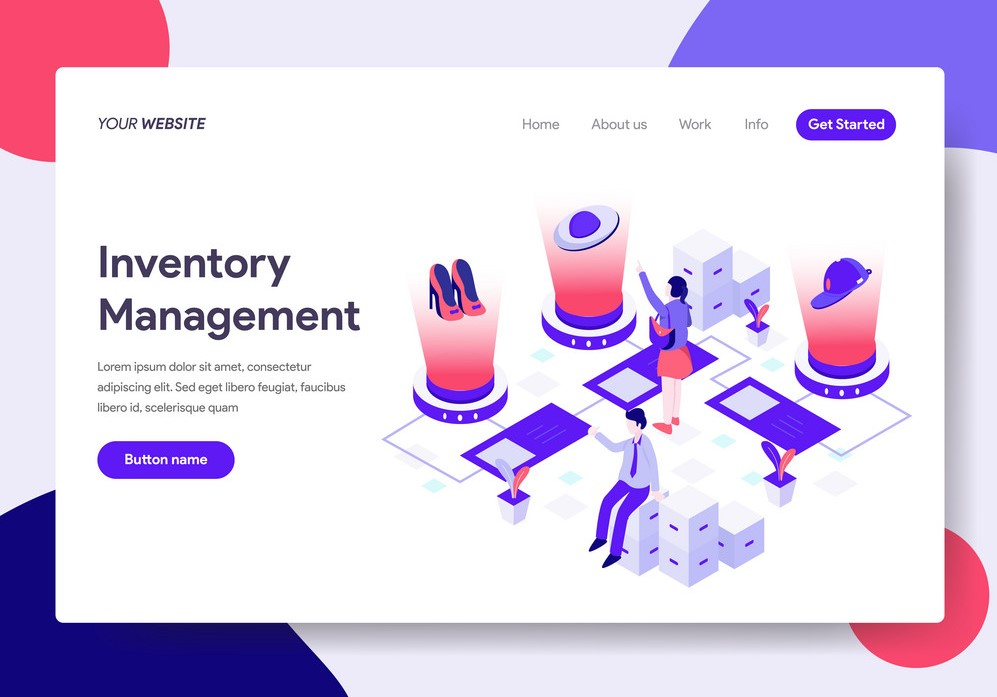 YOUR WEBSITE
Home About us Work Info Get Started
Inventory
Management
Lorem ipsum dolor sit amet, consectetur
adipiscing elit. Sed eget libero feugiat, faucibus
libero id, scelerisque quam
Button name